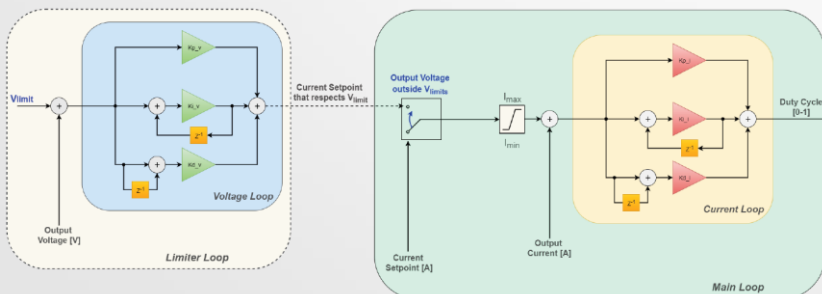 Vlimit
Output
Voltage [V]
Kp_v
Ki_v
z-1
Kd_v
z-1
Voltage Loop
Limiter Loop
Current Setpoint
that respects Vlimit
Output Voltage
outside Vlimits
Current
Setpoint [A]
Imax
Imin
Output
Current [A]
Kp_i
Ki_i
z-1
Kd_i
z-1
Current Loop
Duty Cycle
[0-1]
Main Loop